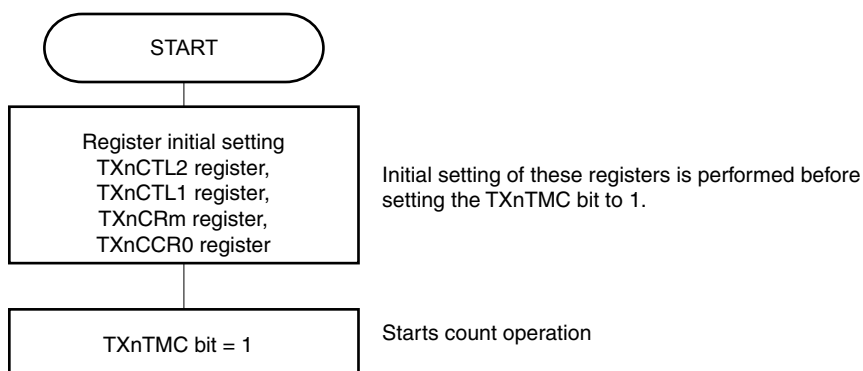 START
Register initial setting
TXnCTL2 register,
TXnCTL1 register,
TXnCRm register,
TXnCCR0 register
Initial setting of these registers is performed before
setting the TXnTMC bit to 1.
TXnTMC bit = 1
Starts count operation